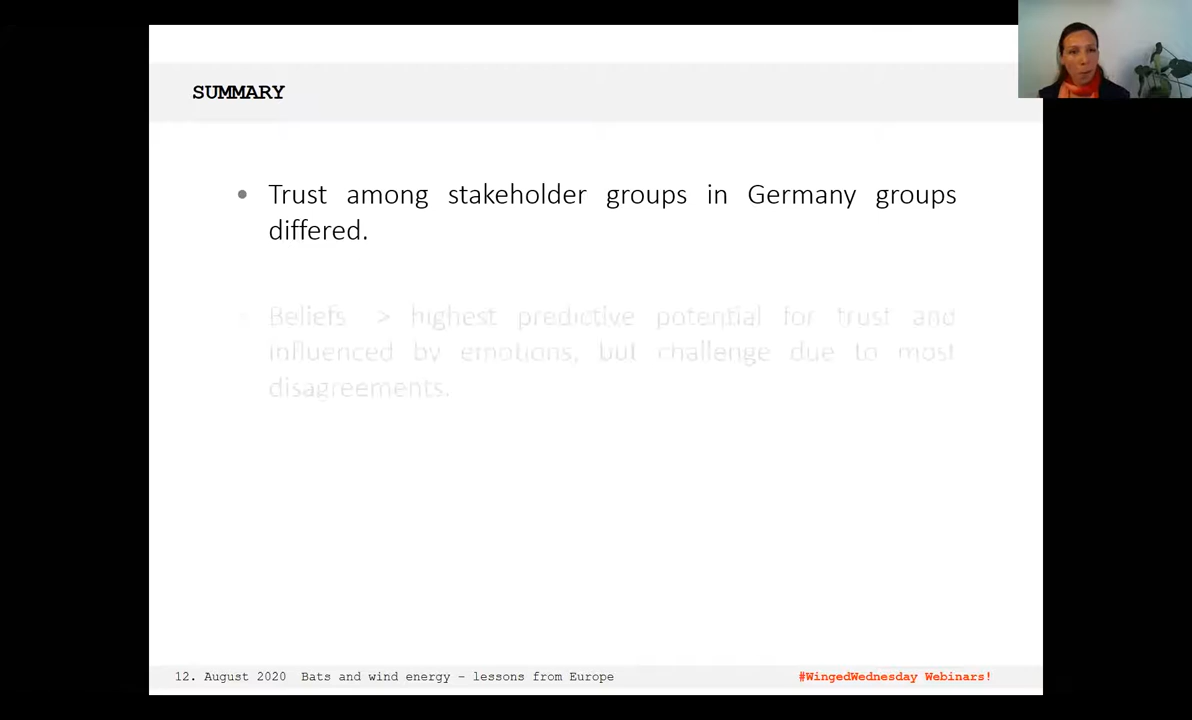 SUMMARY
• Trust among stakeholder groups in Germany groups
differed.
Beliefs > highest predictive potential for trust and
influenced by emotions, but challenge due to most
disagreements.
12. August 2020 Bats and wind energy – lessons from Europe
#WingedWednesday Webinars!